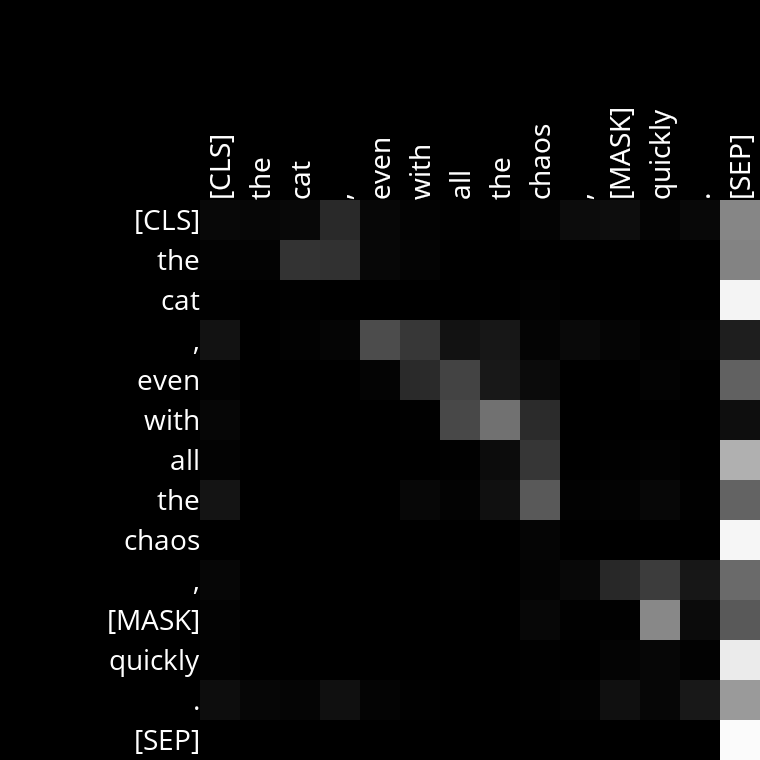 [CLS] the cat , even with all the chaos , [MASK] quickly . [SEP]
[CLS]
the
cat
,
even
with
all
the
chaos
,
[MASK]
quickly
.
[SEP]